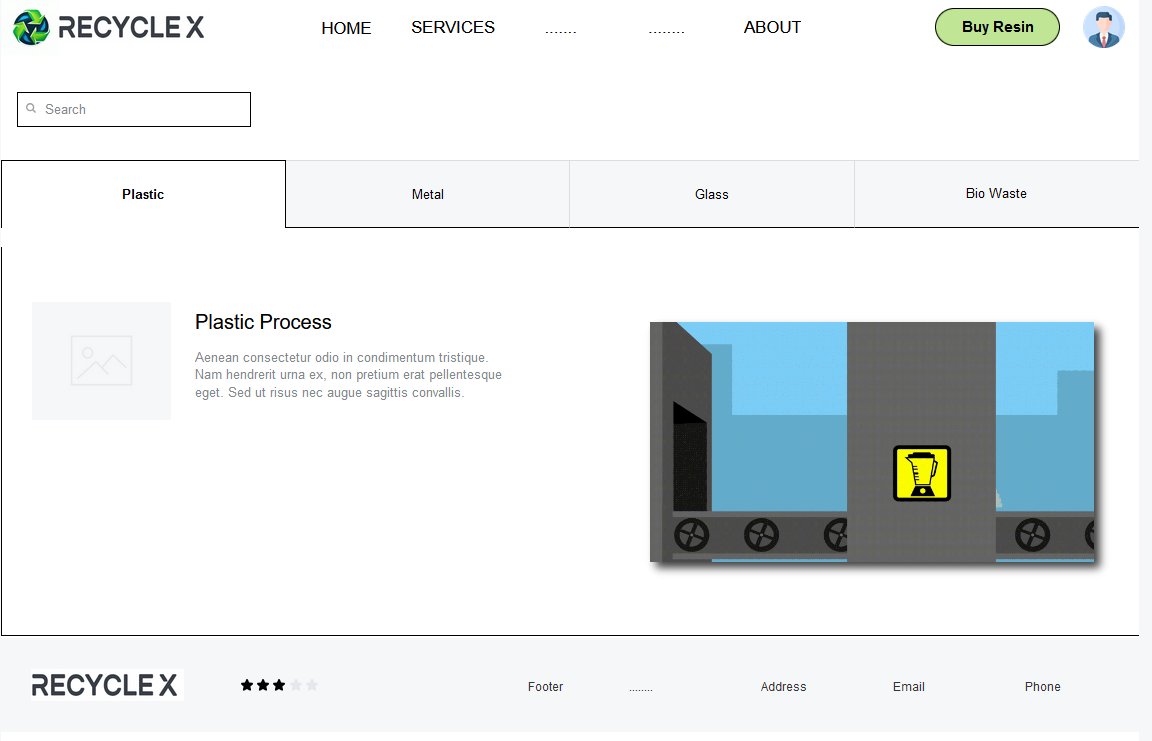 RECYCLE X
HOME
SERVICES
.......
........
ABOUT
Buy Resin
Search
Plastic
Metal
Glass
Bio Waste
Plastic Process
Aenean consectetur odio in condimentum tristique.
Nam hendrerit urna ex, non pretium erat pellentesque
eget. Sed ut risus nec augue sagittis convallis.
RECYCLE X
Footer
........
Address
Email
Phone